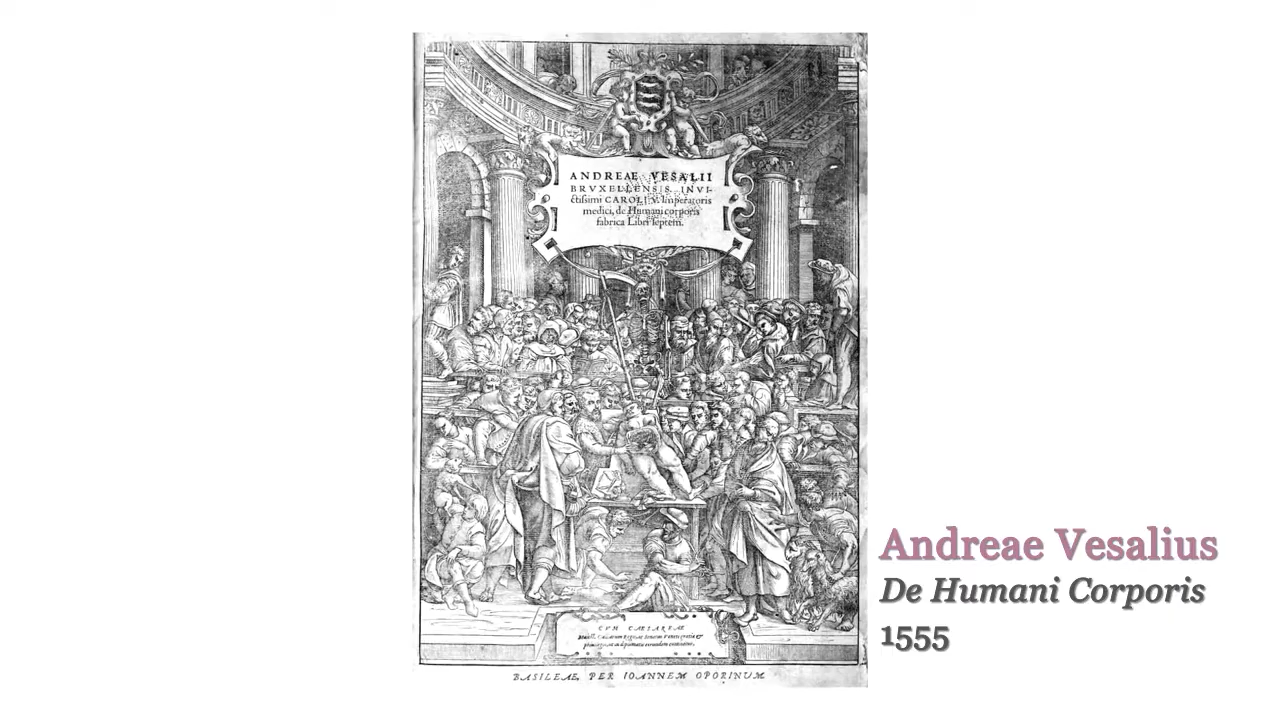 ANDREAE VESALII
BRVXELLENSIS, INVI-
ctissimi CAROLI V. Imperatoris
medici, de Humani corporis
fabrica Libri septem.
CVM CAESAREAE
BASILEAE, PER IOANNEM OPORINUM
Andreae Vesalius
De Humani Corporis
1555